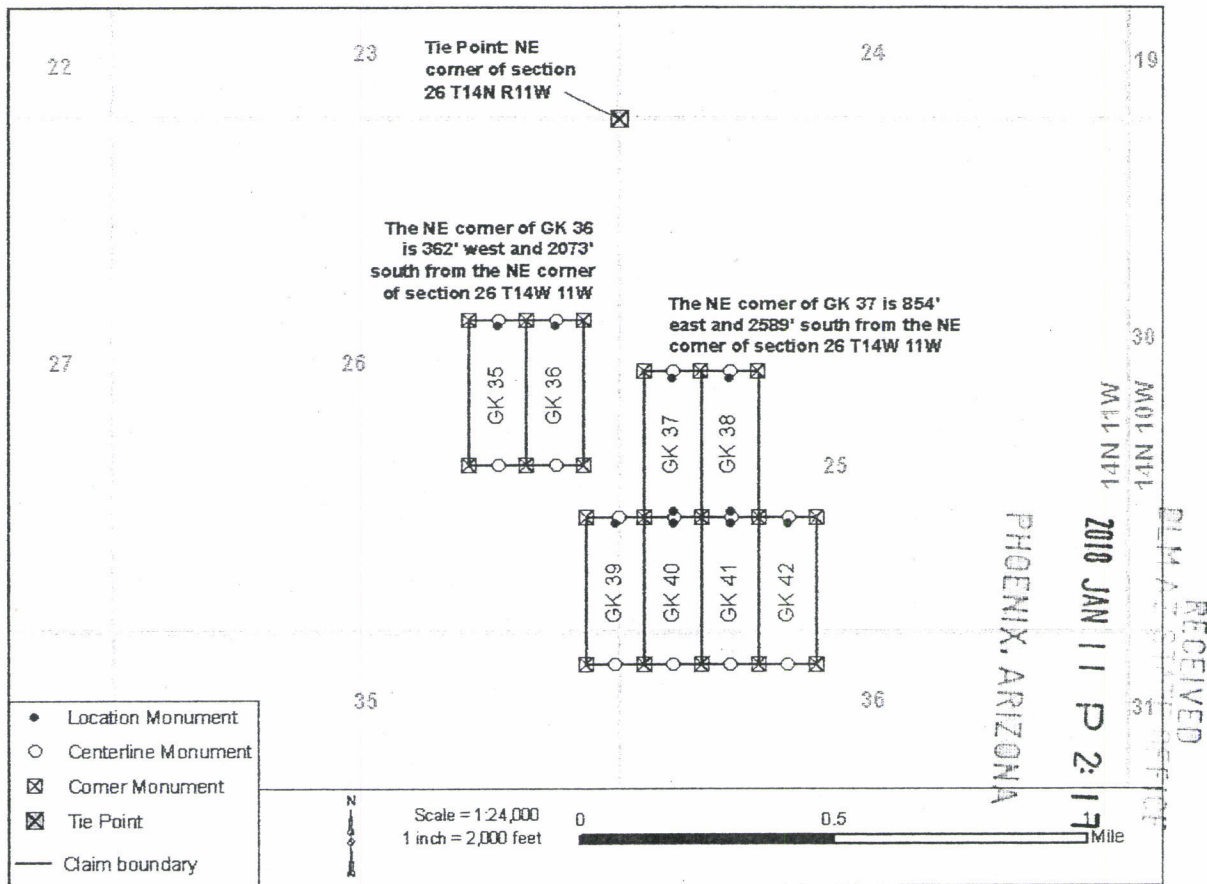 22
23
24
19
Tie Point: NE
corner of section
26 T14N R11W
The NE corner of GK 36
is 362' west and 2073'
south from the NE corner
of section 26 T14W 11W
The NE corner of GK 37 is 854'
east and 2589' south from the NE
corner of section 26 T14W 11W
27
26
25
30
GK 35
GK 36
GK 37
GK 38
GK 39
GK 40
GK 41
GK 42
14N 11W
14N 10W
35
36
31
RECEIVED
2018 JAN 11 P 2:17
PHOENIX, ARIZONA
Location Monument
Centerline Monument
Corner Monument
Tie Point
Claim boundary
N
Scale = 1:24,000
1 inch = 2,000 feet
0
0.5
1
Mile